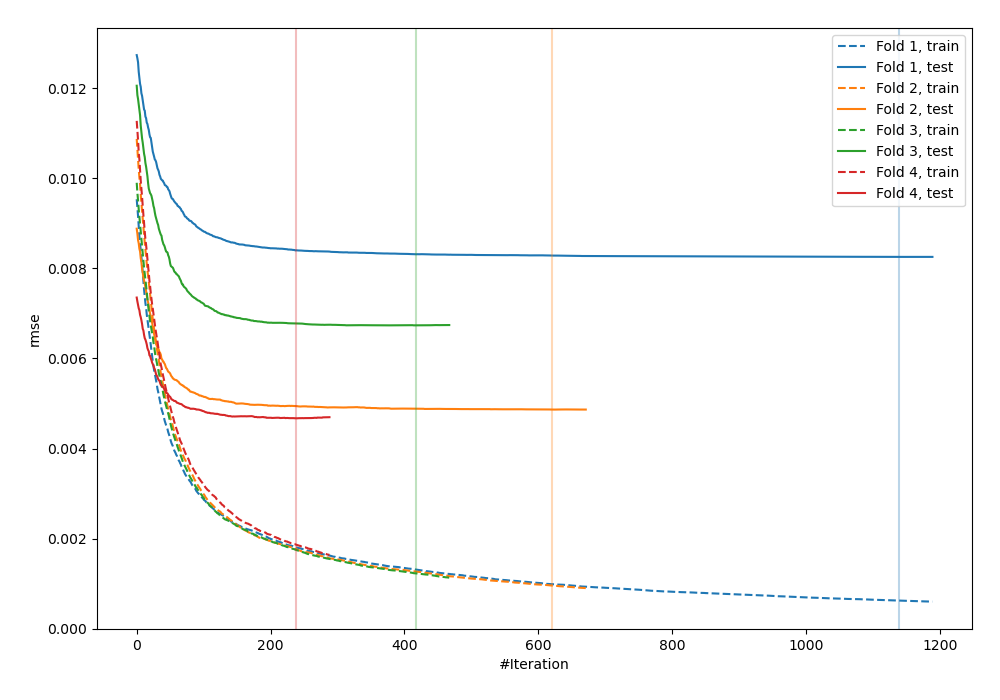 Fold 1, train
Fold 1, test
Fold 2, train
Fold 2, test
Fold 3, train
Fold 3, test
Fold 4, train
Fold 4, test
0.012
0.010
0.008
0.006
0.004
0.002
0.000
rmse
0 200 400 600 800 1000 1200
#Iteration